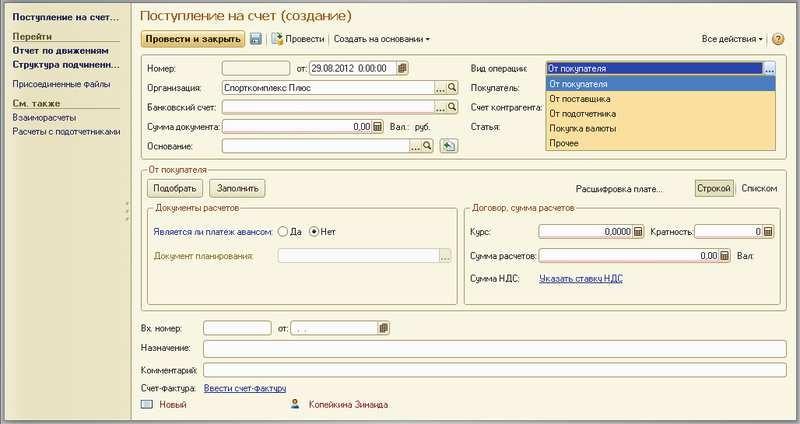 Поступление на счет...
Перейти
Отчет по движениям
Структура подчиненн...
Присоединенные файлы
См. также
Взаиморасчеты
Расчеты с подотчетниками
Поступление на счет (создание)
Провести и закрыть Провести Создать на основании Все действия
Номер: от: 29.08.2012 0:00:00 Вид операции: От покупателя
Организация: Спорткомплекс Плюс Покупатель: От покупателя
От поставщика
Банковский счет: Счет контрагента: От подотчетника
Сумма документа: 0,00 Вал.: руб. Статья: Покупка валюты
Прочее
Основание:
От покупателя
Подобрать Заполнить Расшифровка плате... Строкой Списком
Документы расчетов Договор, сумма расчетов
Является ли платеж авансом: Да Нет Курс: 0,0000 Кратность: 0
Документ планирования: Сумма расчетов: 0,00 Вал:
Сумма НДС: Указать ставку НДС
Вх. номер: от: . .
Назначение:
Комментарий:
Счет-фактура: Ввести счет-фактуру
Новый Копейкина Зинаида